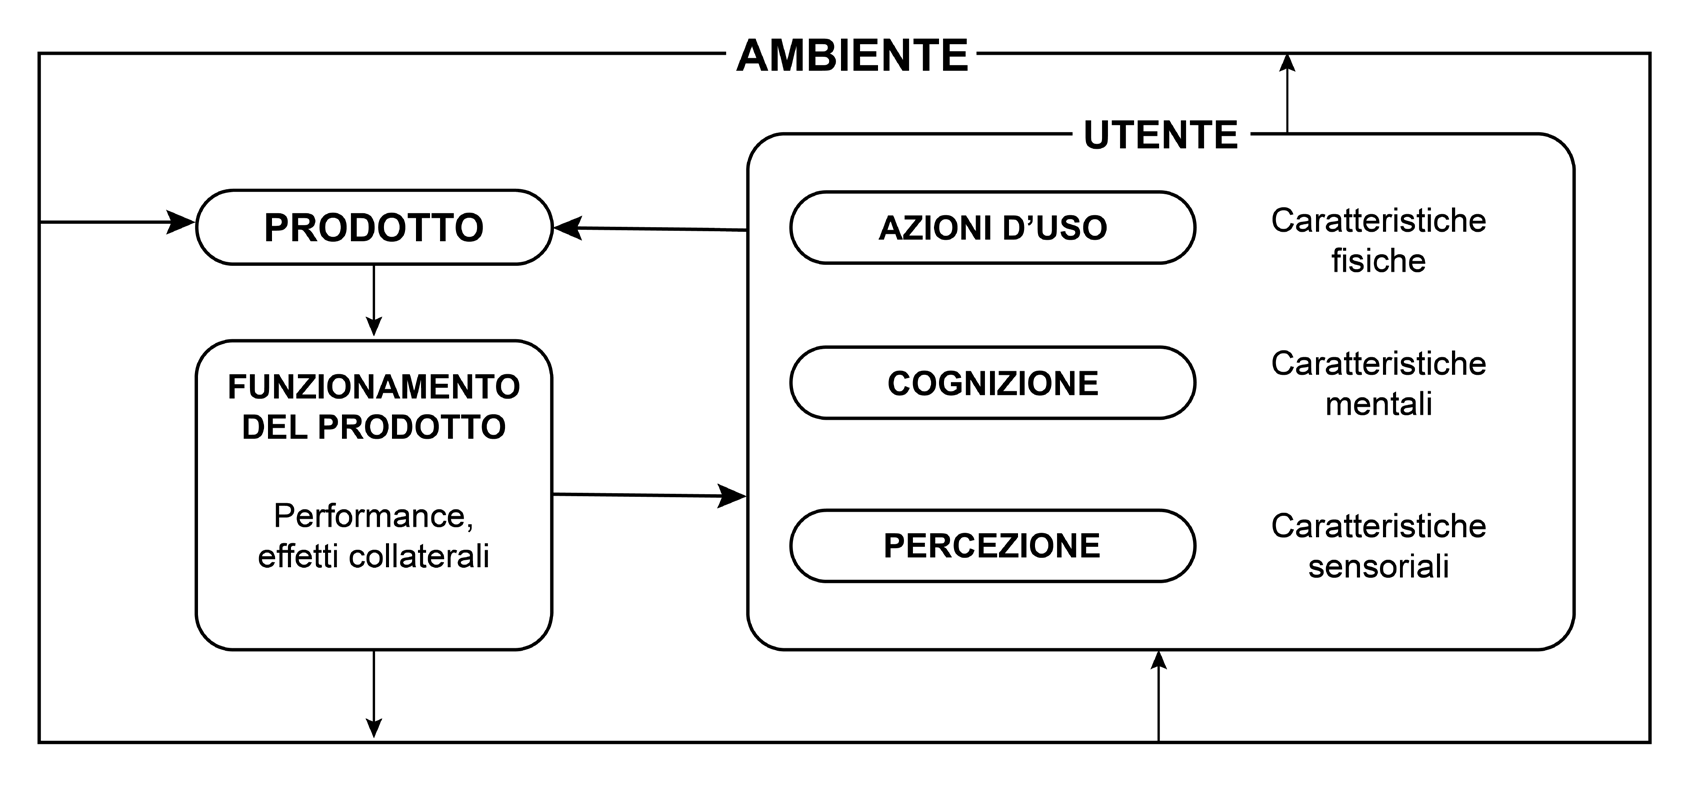 AMBIENTE
UTENTE
PRODOTTO
AZIONI D’USO
Caratteristiche
fisiche
FUNZIONAMENTO
DEL PRODOTTO
Performance,
effetti collaterali
COGNIZIONE
Caratteristiche
mentali
PERCEZIONE
Caratteristiche
sensoriali